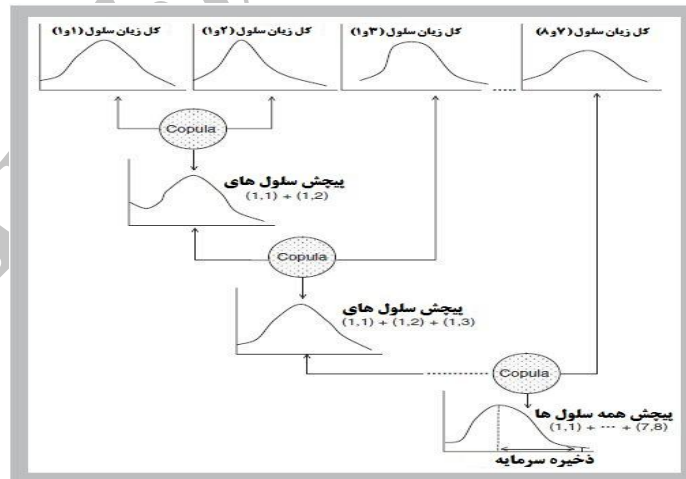 کل زیان سلول (۱و۱)
کل زیان سلول (۱و۲)
کل زیان سلول (۱و۳)
کل زیان سلول (۷و۸)
Copula
پیچش سلول های
(1,1) + (1,2)
Copula
پیچش سلول های
(1,1) + (1,2) + (1,3)
Copula
پیچش همه سلول ها
(1,1) + ··· + (7,8)
ذخیره سرمایه